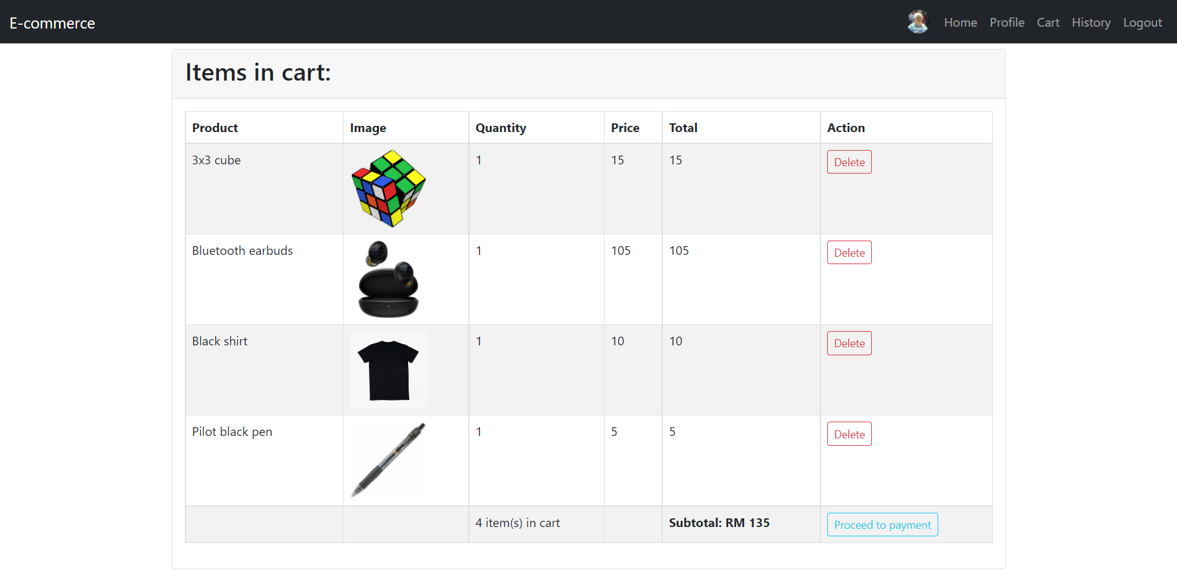 E-commerce Home Profile Cart History Logout
Items in cart:
Product Image Quantity Price Total Action
3x3 cube 1 15 15 Delete
Bluetooth earbuds 1 105 105 Delete
Black shirt 1 10 10 Delete
Pilot black pen 1 5 5 Delete
4 item(s) in cart Subtotal: RM 135 Proceed to payment